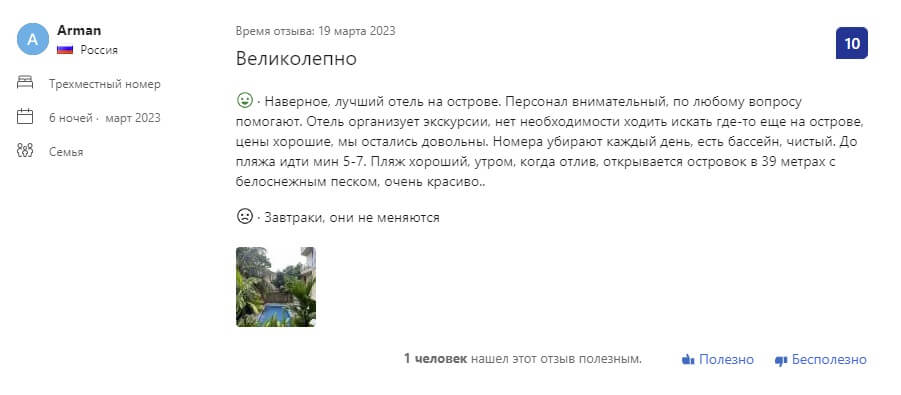 A
Arman
Россия
Трехместный номер
6 ночей · март 2023
Семья
Время отзыва: 19 марта 2023
10
Великолепно
· Наверное, лучший отель на острове. Персонал внимательный, по любому вопросу
помогают. Отель организует экскурсии, нет необходимости ходить искать где-то еще на острове,
цены хорошие, мы остались довольны. Номера убирают каждый день, есть бассейн, чистый. До
пляжа идти мин 5-7. Пляж хороший, утром, когда отлив, открывается островок в 39 метрах с
белоснежным песком, очень красиво..
· Завтраки, они не меняются
1 человек нашел этот отзыв полезным.
Полезно
Бесполезно